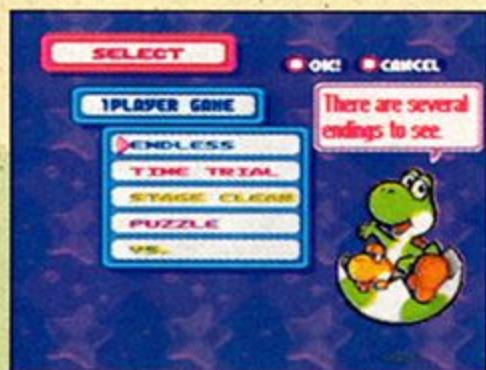 SELECT
OK! CANCEL
1PLAYER GAME
There are several
endings to see.
ENDLESS
TIME TRIAL
STAGE CLEAR
PUZZLE
VS.